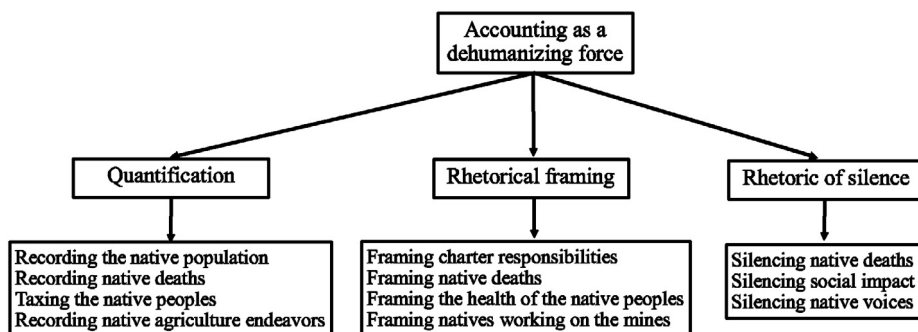 Accounting as a
dehumanizing force
Quantification
Rhetorical framing
Rhetoric of silence
Recording the native population
Recording native deaths
Taxing the native peoples
Recording native agriculture endeavors
Framing charter responsibilities
Framing native deaths
Framing the health of the native peoples
Framing natives working on the mines
Silencing native deaths
Silencing social impact
Silencing native voices